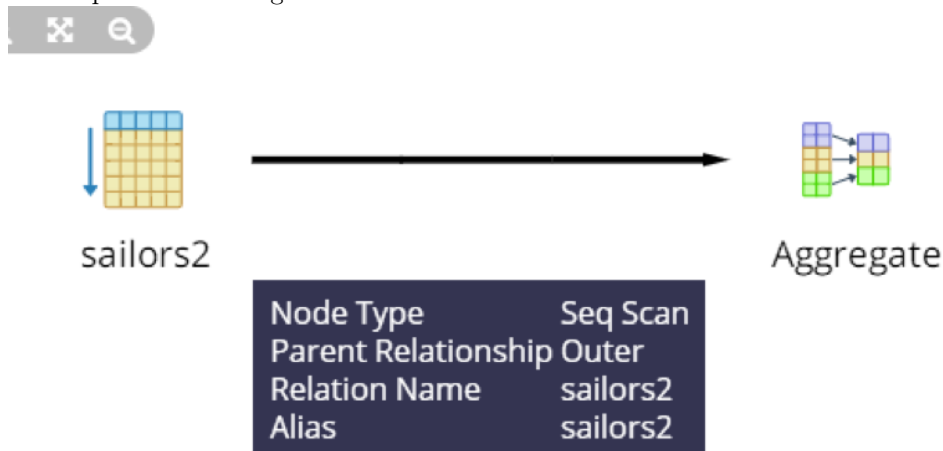 sailors2
Aggregate
Node Type Seq Scan
Parent Relationship Outer
Relation Name sailors2
Alias sailors2